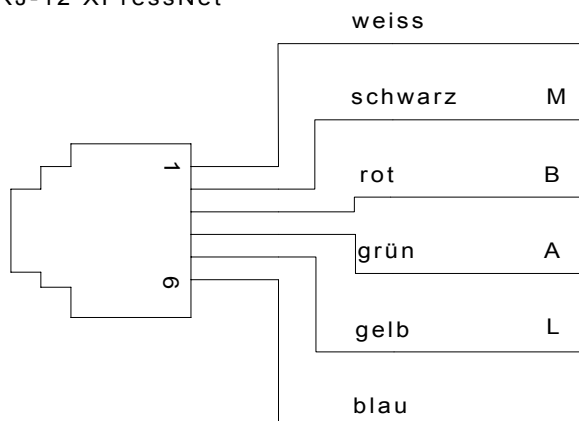 RJ-12 XPressNet
weiss
schwarz M
1
rot B
grün A
6
gelb L
blau